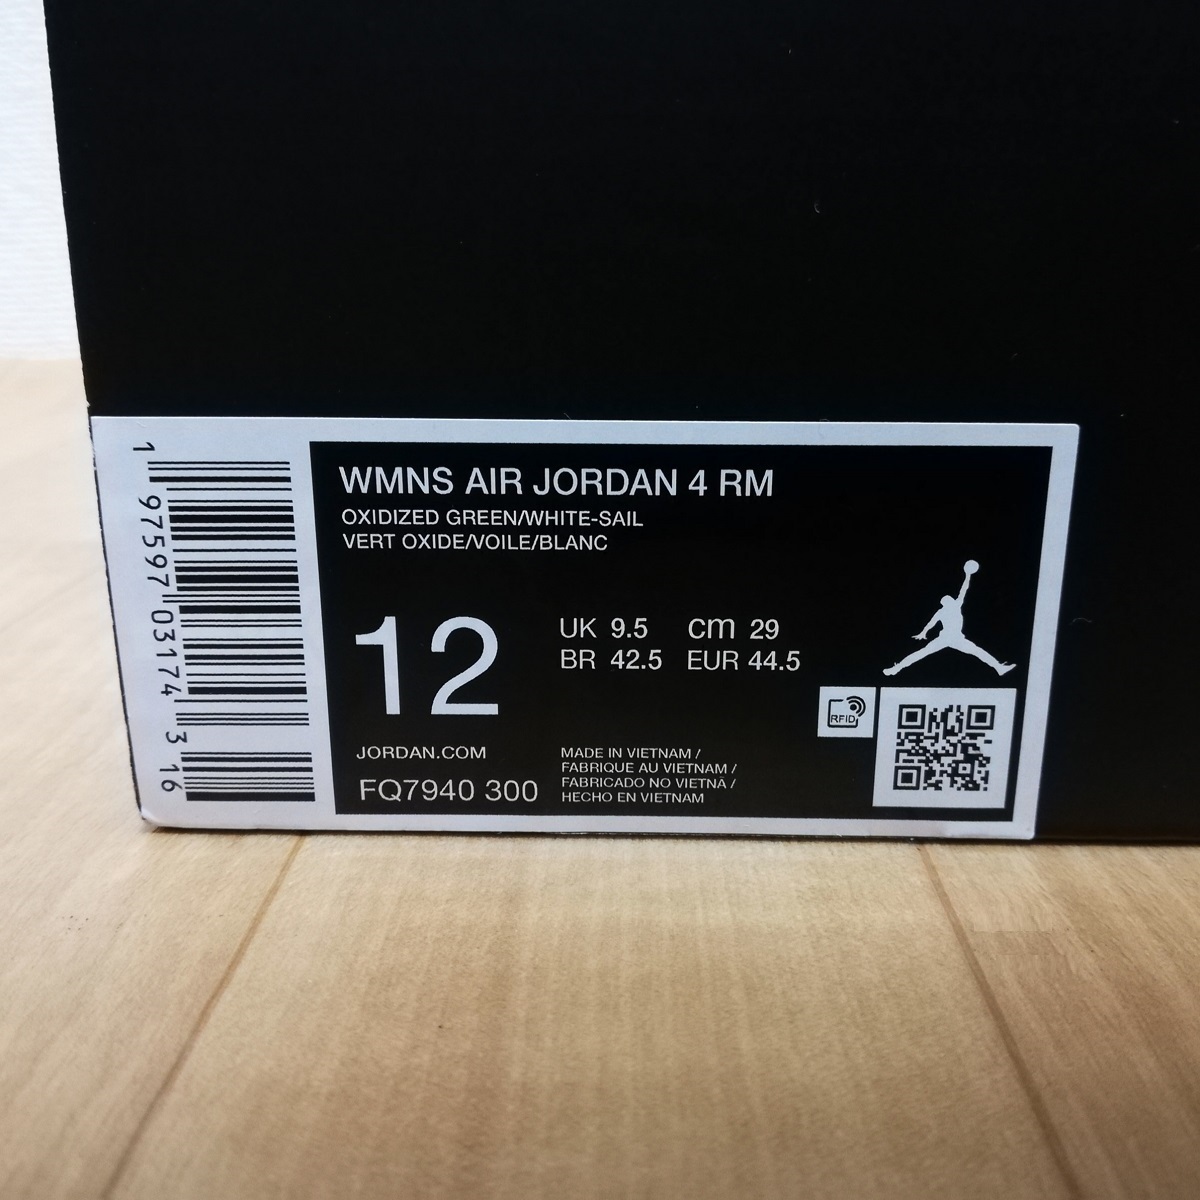 WMNS AIR JORDAN 4 RM
OXIDIZED GREEN/WHITE-SAIL
VERT OXIDE/VOILE/BLANC
12
UK 9.5 cm 29
BR 42.5 EUR 44.5
RFID
JORDAN.COM
FQ7940 300
MADE IN VIETNAM /
FABRIQUE AU VIETNAM /
FABRICADO NO VIETNÃ /
HECHO EN VIETNAM
1 97597 03174 3 16